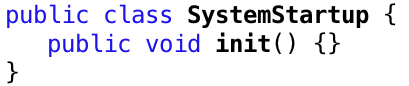 public class SystemStartup {
   public void init() {}
}